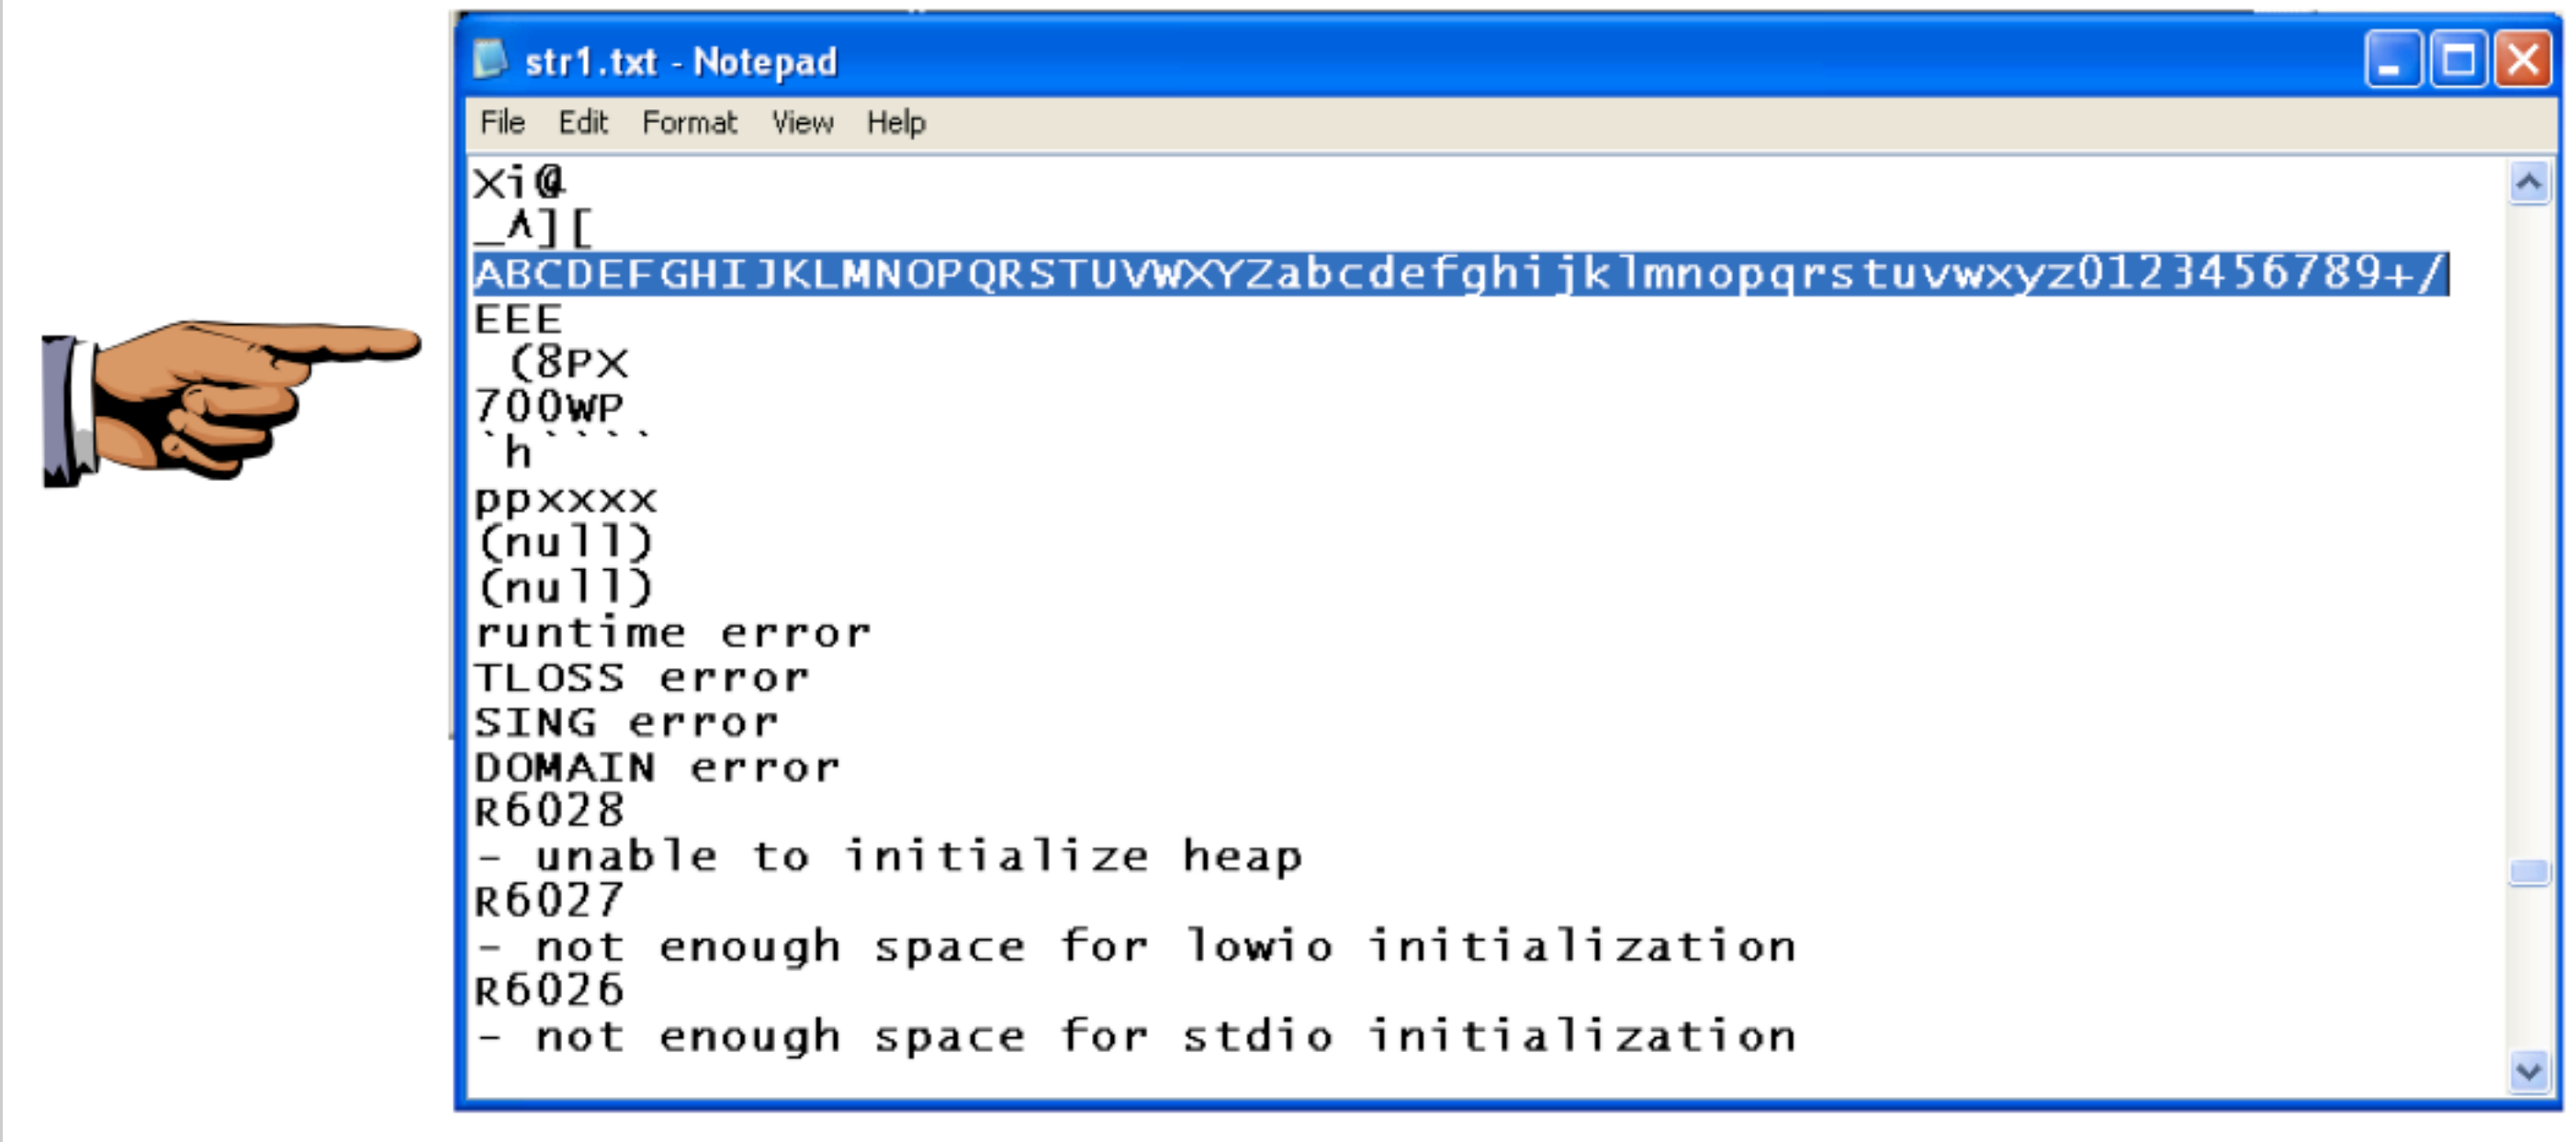 str1.txt - Notepad
File Edit Format View Help
Xi@
_^][
ABCDEFGHIJKLMNOPQRSTUVWXYZabcdefghijklmnopqrstuvwxyz0123456789+/
EEE
 (8PX
700WP
`h````
ppxxxx
(null)
(null)
runtime error
TLOSS error
SING error
DOMAIN error
R6028
- unable to initialize heap
R6027
- not enough space for lowio initialization
R6026
- not enough space for stdio initialization